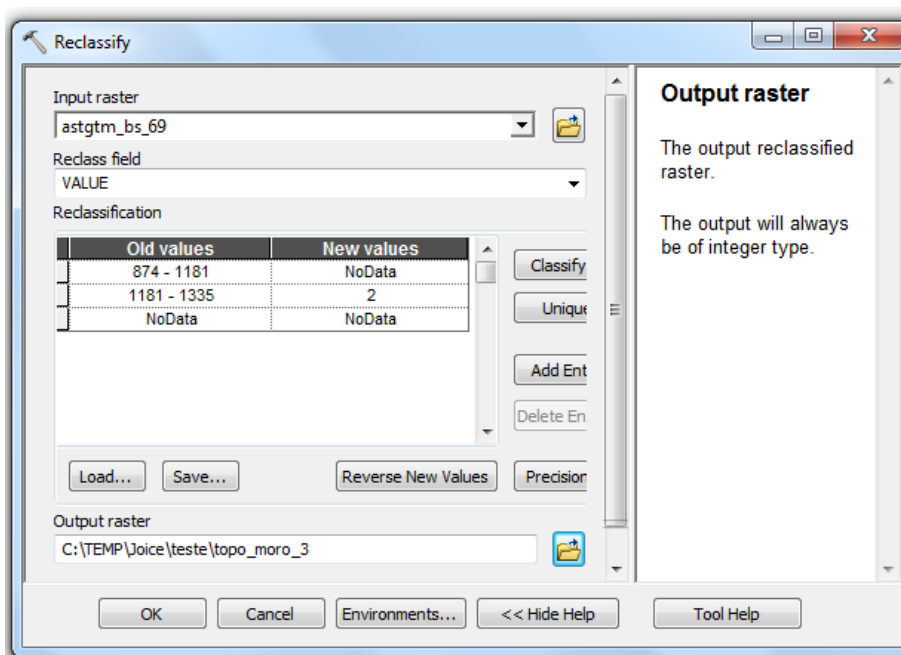 Reclassify
Input raster
astgtm_bs_69
Reclass field
VALUE
Reclassification
Old values New values
874 - 1181 NoData
1181 - 1335 2
NoData NoData
Classify
Unique
Add Ent
Delete En
Load... Save... Reverse New Values Precision
Output raster
C:\TEMP\Joice\teste\topo_moro_3
OK Cancel Environments... << Hide Help Tool Help
Output raster
The output reclassified
raster.
The output will always
be of integer type.